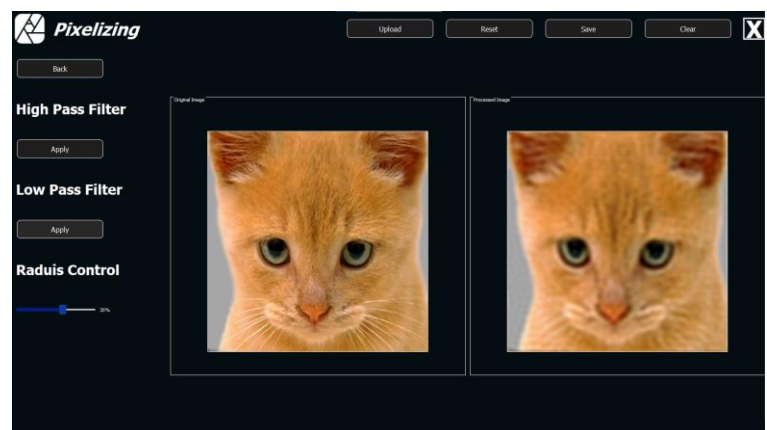 Pixelizing
Upload
Reset
Save
Clear
X
Back
High Pass Filter
Apply
Low Pass Filter
Apply
Raduis Control
30%
Original Image
Processed Image